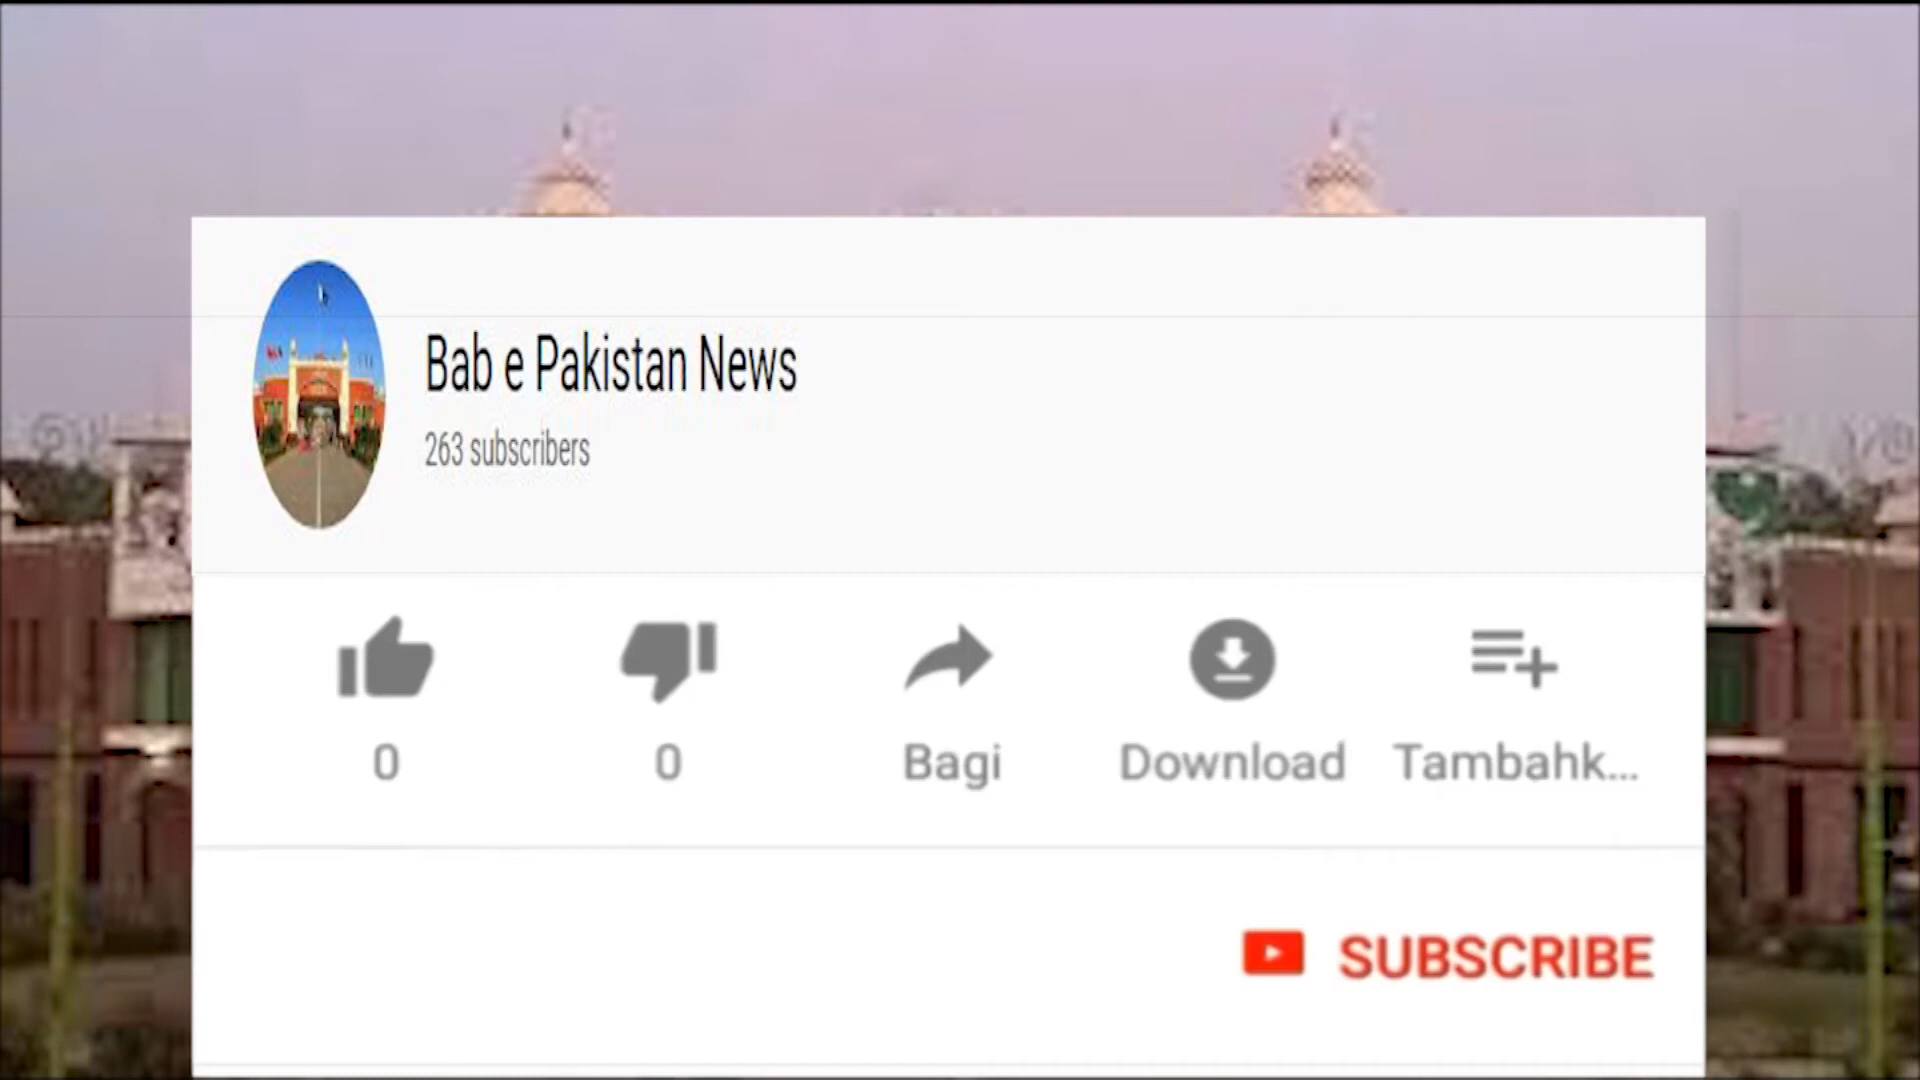 Bab e Pakistan News
263 subscribers
0
0
Bagi
Download
Tambahk...
SUBSCRIBE